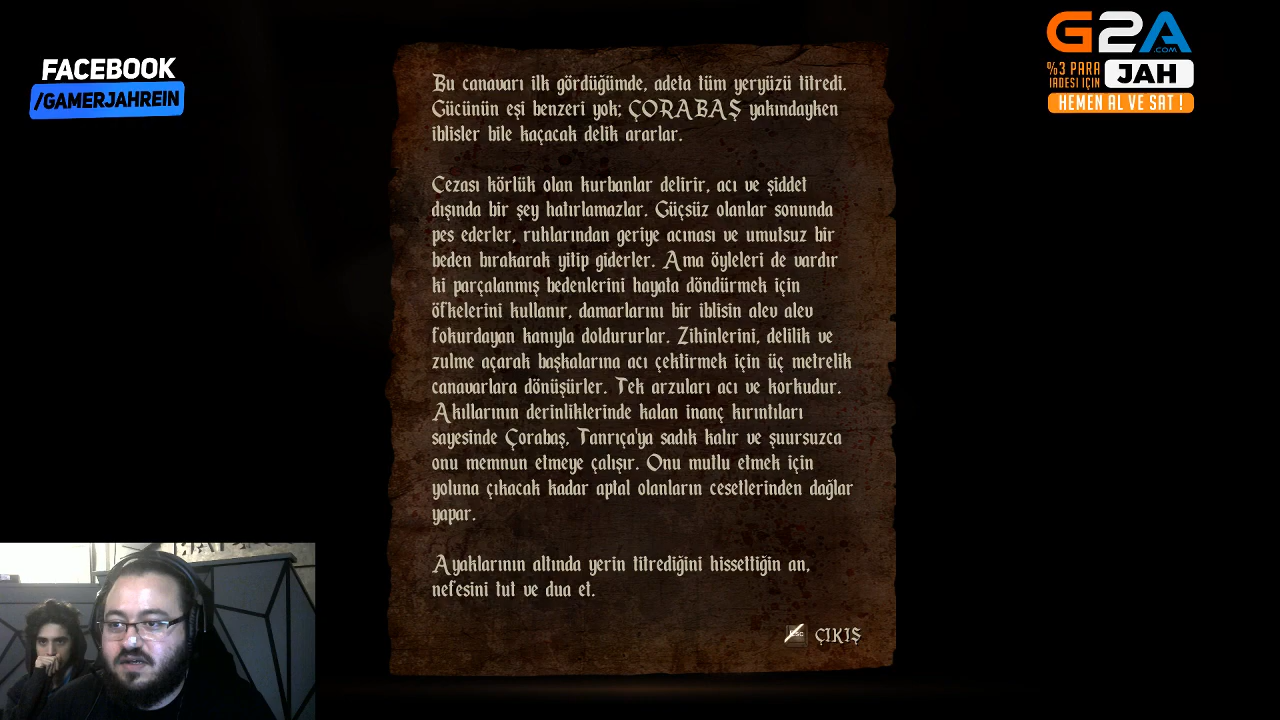 FACEBOOK
/GAMERJAHREIN
G2A
.COM
%3 PARA
İADESİ İÇİN
JAH
HEMEN AL VE SAT !
Bu canavarı ilk gördüğümde, adeta tüm yeryüzü titredi.
Gücünün eşi benzeri yok; ÇORABAŞ yakındayken
iblisler bile kaçacak delik ararlar.
Cezası körlük olan kurbanlar delirir, acı ve şiddet
dışında bir şey hatırlamazlar. Güçsüz olanlar sonunda
pes ederler, ruhlarından geriye acınası ve umutsuz bir
beden bırakarak yitip giderler. Ama öyleleri de vardır
ki parçalanmış bedenlerini hayata döndürmek için
öfkelerini kullanır, damarlarını bir iblisin alev alev
fokurdayan kanıyla doldururlar. Zihinlerini, delilik ve
zulme açarak başkalarına acı çektirmek için üç metrelik
canavarlara dönüşürler. Tek arzuları acı ve korkudur.
Akıllarının derinliklerinde kalan inanç kırıntıları
sayesinde Çorabaş, Tanrıça'ya sadık kalır ve şuursuzca
onu memnun etmeye çalışır. Onu mutlu etmek için
yoluna çıkacak kadar aptal olanların cesetlerinden dağlar
yapar.
Ayaklarının altında yerin titrediğini hissettiğin an,
nefesini tut ve dua et.
ESC ÇIKIŞ